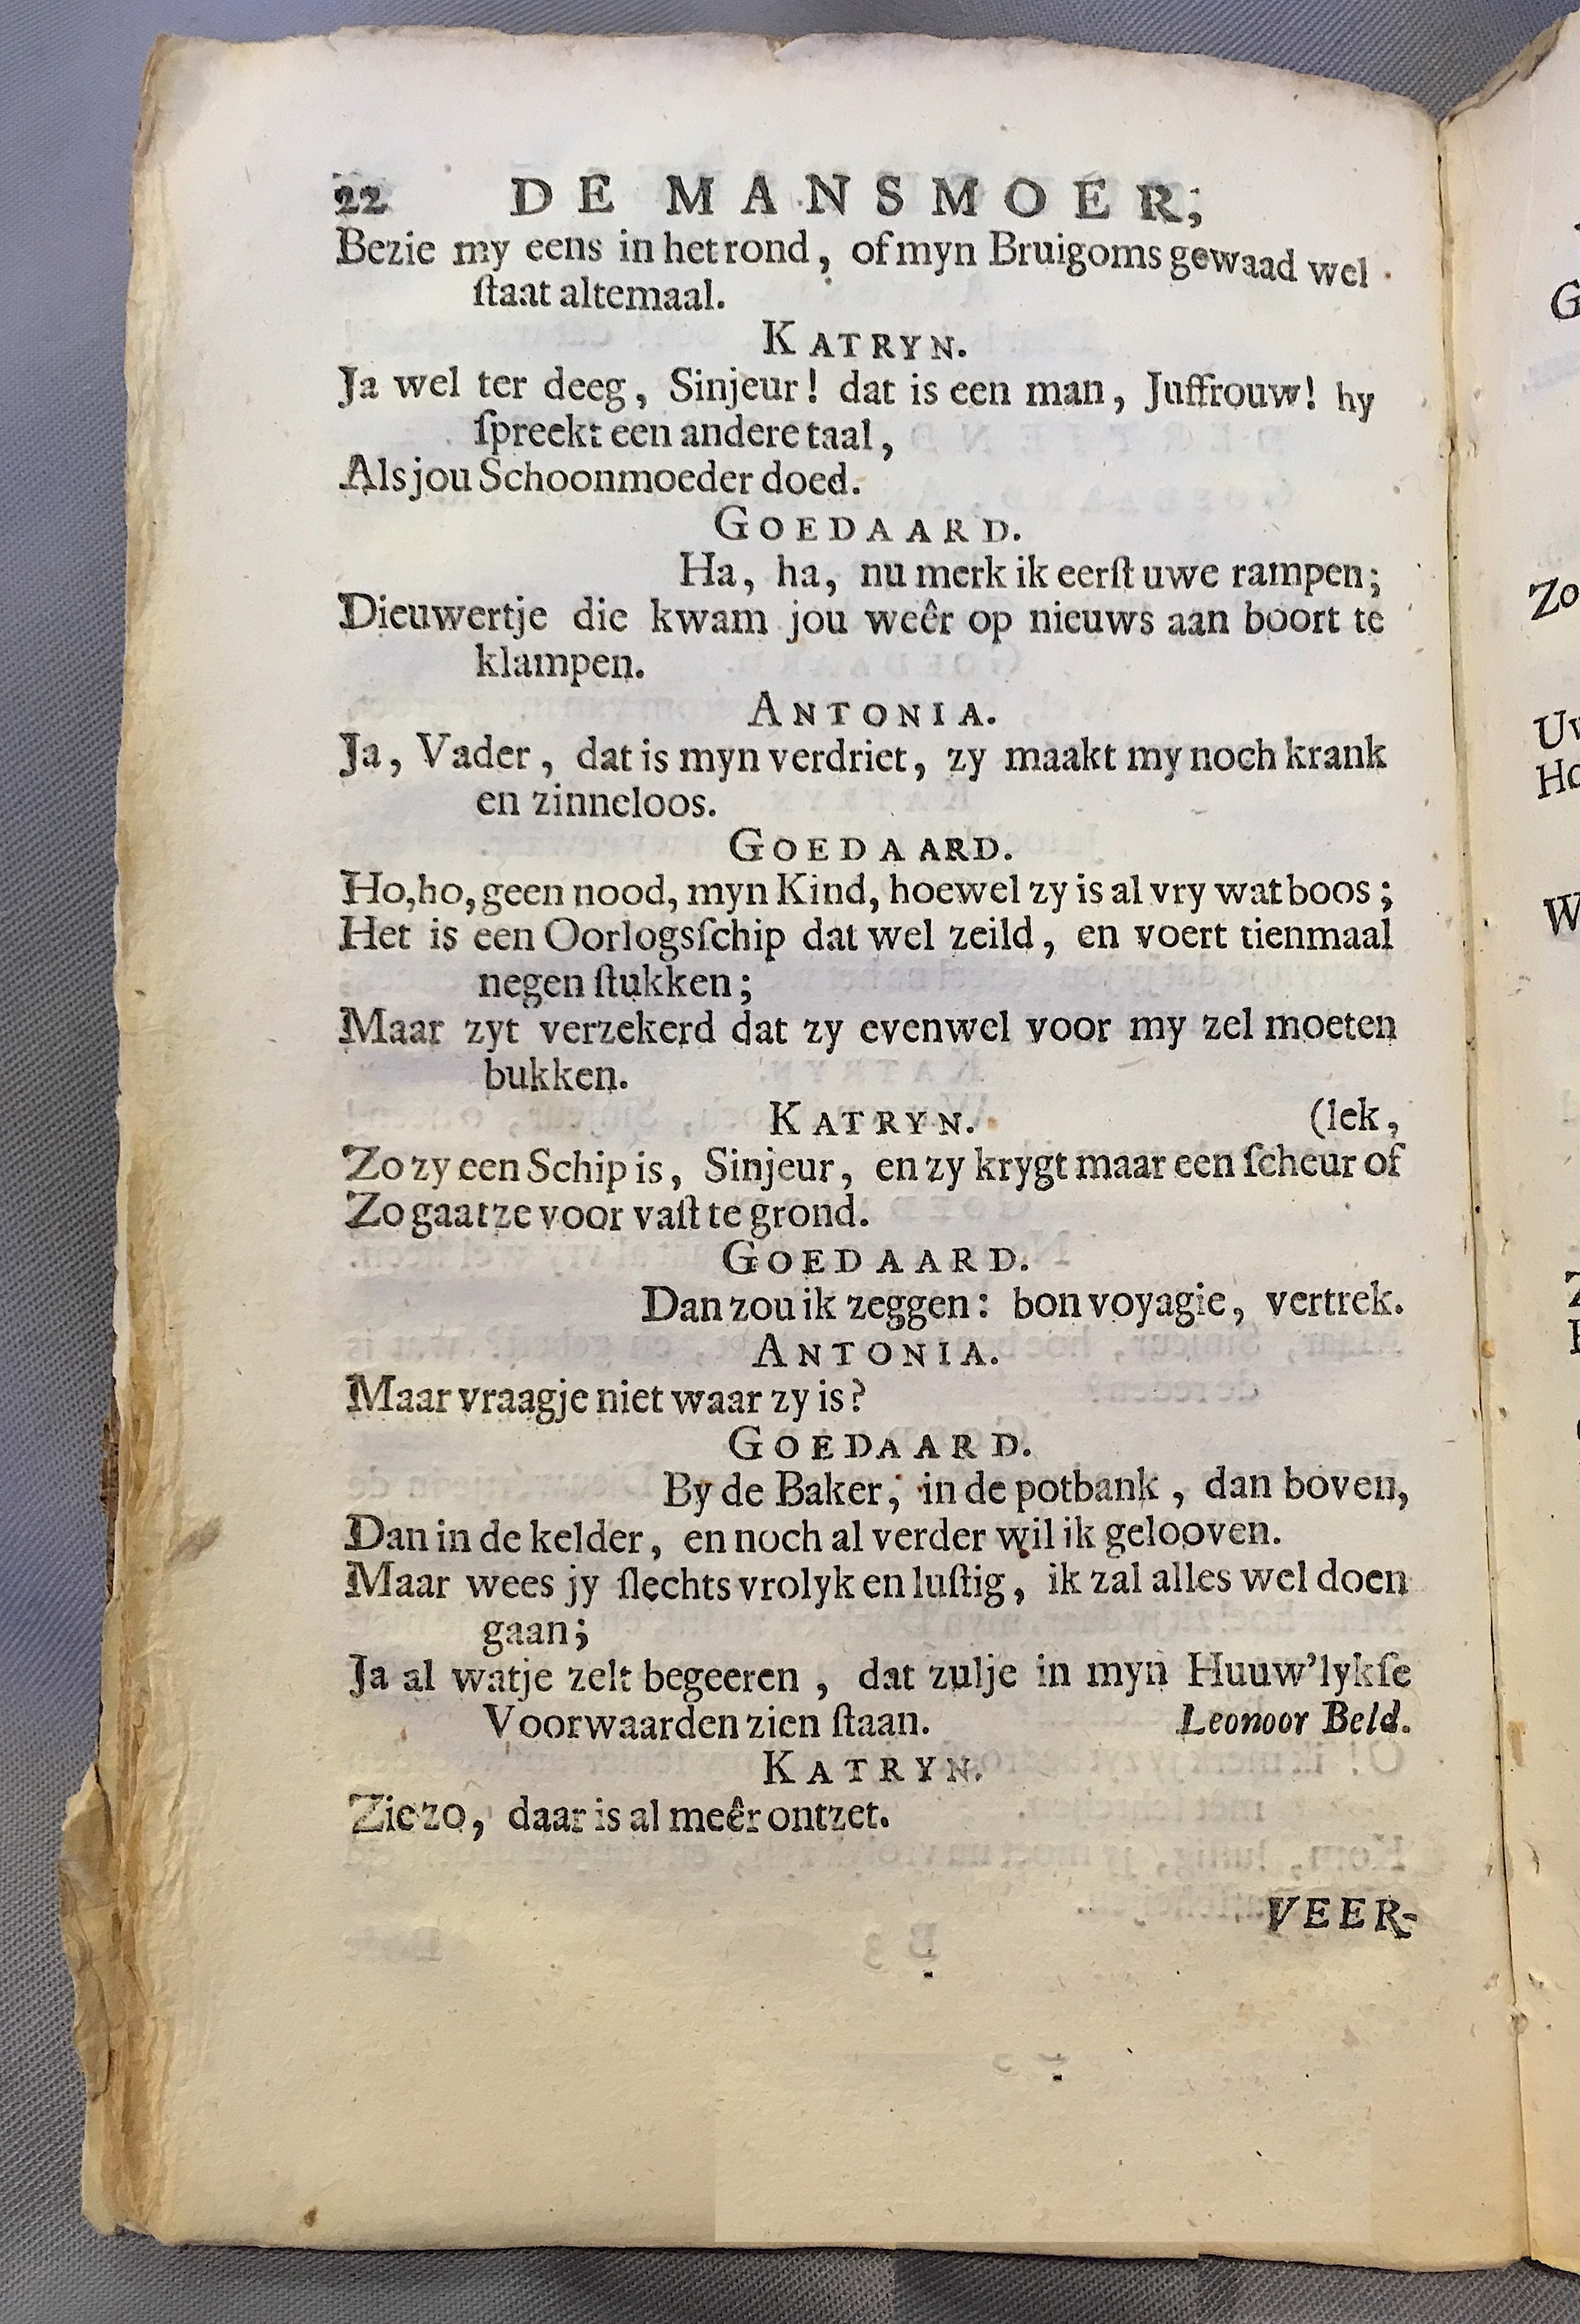 22 DE MANSMOER,
Bezie my eens in het rond, of myn Bruigoms gewaad wel
ſtaat altemaal.
KATRYN.
Ja wel ter deeg, Sinjeur! dat is een man, Juffrouw! hy
ſpreekt een andere taal,
Als jou Schoonmoeder doed.
GOEDAARD.
Ha, ha, nu merk ik eerſt uwe rampen;
Dieuwertje die kwam jou weêr op nieuws aan boort te
klampen.
ANTONIA.
Ja, Vader, dat is myn verdriet, zy maakt my noch krank
en zinneloos.
GOEDAARD.
Ho, ho, geen nood, myn Kind, hoewel zy is al vry wat boos;
Het is een Oorlogsſchip dat wel zeild, en voert tienmaal
negen ſtukken;
Maar zyt verzekerd dat zy evenwel voor my zel moeten
bukken.
KATRYN. (lek,
Zo zy een Schip is, Sinjeur, en zy krygt maar een ſcheur of
Zo gaatze voor vaſt te grond.
GOEDAARD.
Dan zou ik zeggen: bon voyagie, vertrek.
ANTONIA.
Maar vraagje niet waar zy is?
GOEDAARD.
By de Baker, in de potbank, dan boven,
Dan in de kelder, en noch al verder wil ik gelooven.
Maar wees jy ſlechts vrolyk en luſtig, ik zal alles wel doen
gaan;
Ja al watje zelt begeeren, dat zulje in myn Huuw'lykſe
Voorwaarden zien ſtaan. Leonoor Beld.
KATRYN.
Ziezo, daar is al meêr ontzet.
VEER-
G
Zo
Uv
Ho
W